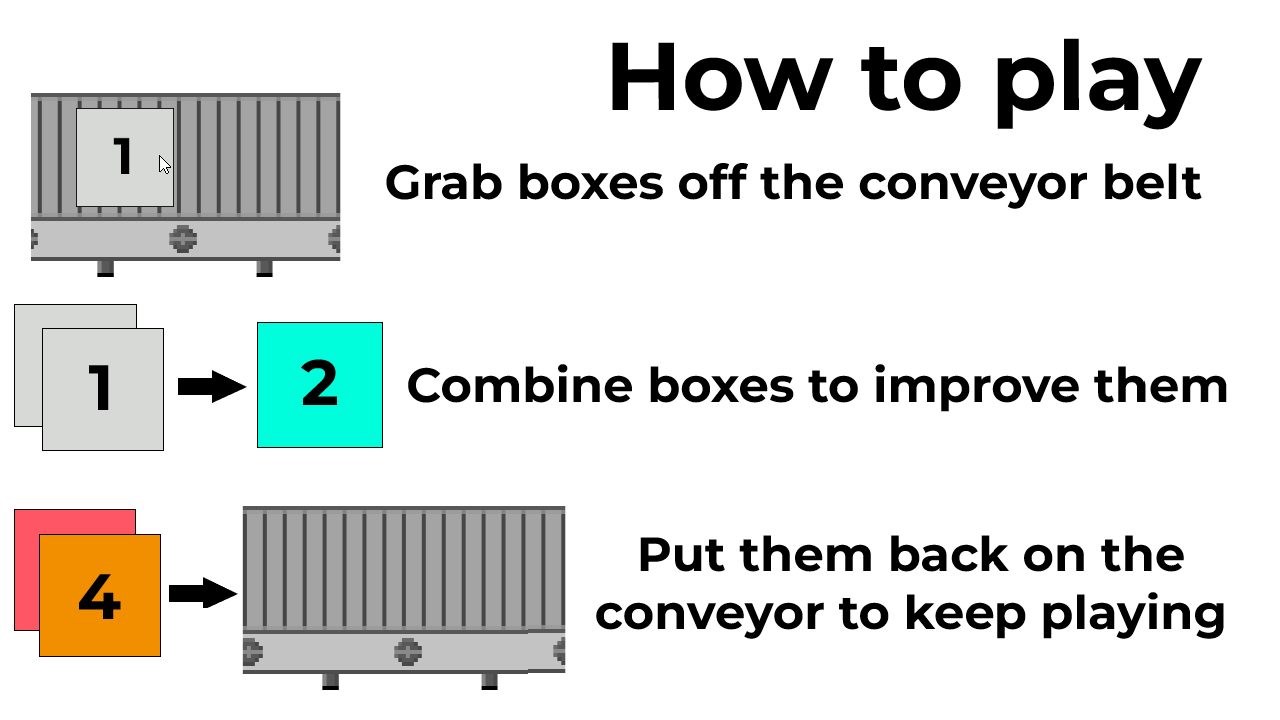 How to play
1
Grab boxes off the conveyor belt
1
2
Combine boxes to improve them
4
Put them back on the
conveyor to keep playing